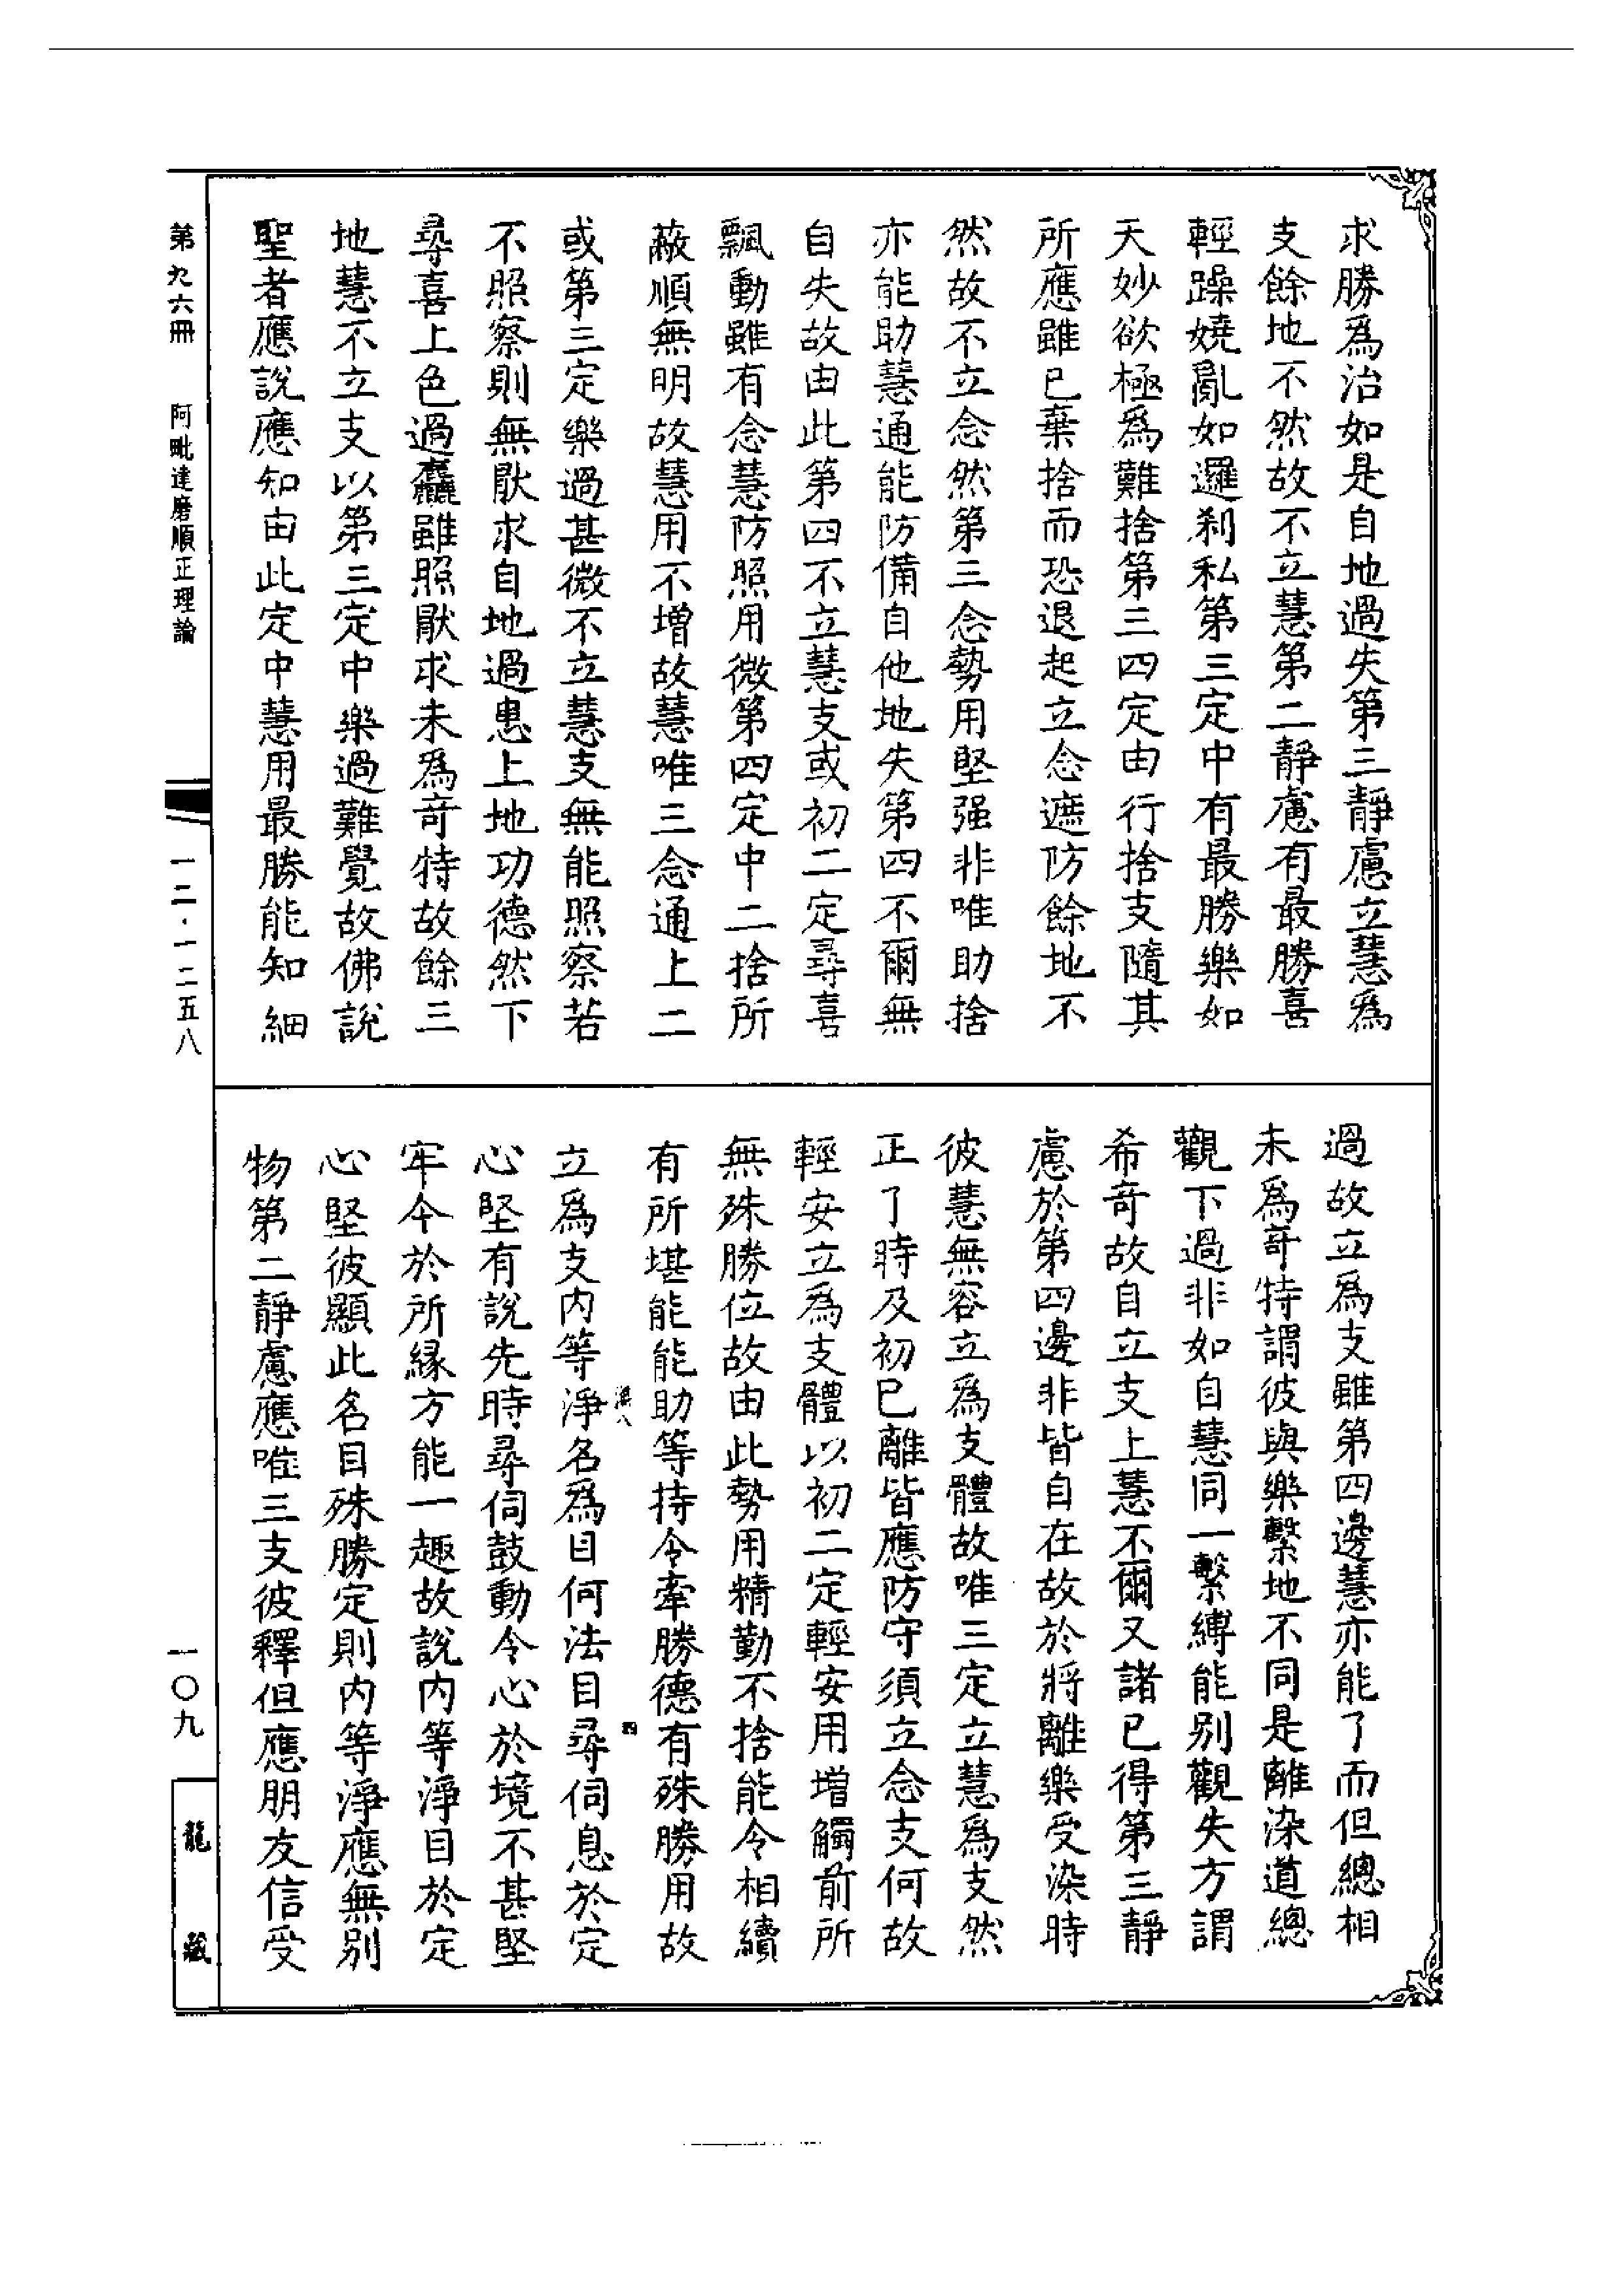 求勝爲治如是自地過失第三靜慮立慧爲
支餘地不然故不立慧第二靜慮有最勝喜
輕躁嬈亂如邏刹私第三定中有最勝樂如
天妙欲極爲難捨第三四定由行捨支隨其
所應雖已棄捨而恐退起立念遮防餘地不
然故不立念然第三念勢用堅强非唯助捨
亦能助慧通能防備自他地失第四不爾無
自失故由此第四不立慧支或初二定尋喜
飄動雖有念慧防照用微第四定中二捨所
蔽順無明故慧用不增故慧唯三念通上二
或第三定樂過甚微不立慧支無能照察若
不照察則無猒求自地過患上地功德然下
尋喜上色過麤雖照猒求未爲奇特故餘三
地慧不立支以第三定中樂過難覺故佛說
聖者應說應知由此定中慧用最勝能知細
過故立爲支雖第四邊慧亦能了而但總相
未爲奇特謂彼與樂繫地不同是離染道總
觀下過非如自慧同一繫縛能别觀失方謂
希奇故自立支上慧不爾又諸已得第三靜
慮於第四邊非皆自在故於將離樂受染時
彼慧無容立爲支體故唯三定立慧爲支然
正了時及初已離皆應防守須立念支何故
輕安立爲支體以初二定輕安用增觸前所
無殊勝位故由此勢用精勤不捨能令相續
有所堪能能助等持令牽勝德有殊勝用故
立爲支内等淨名爲目何法目尋伺息於定
心堅有說先時尋伺鼓動令心於境不甚堅
牢今於所緣方能一趣故說内等淨目於定
心堅彼顯此名目殊勝定則内等淨應無别
物第二靜慮應唯三支彼釋但應朋友信受
八
四
第九六冊 阿毗達磨順正理論
一二·一二五八
一〇九
龍藏